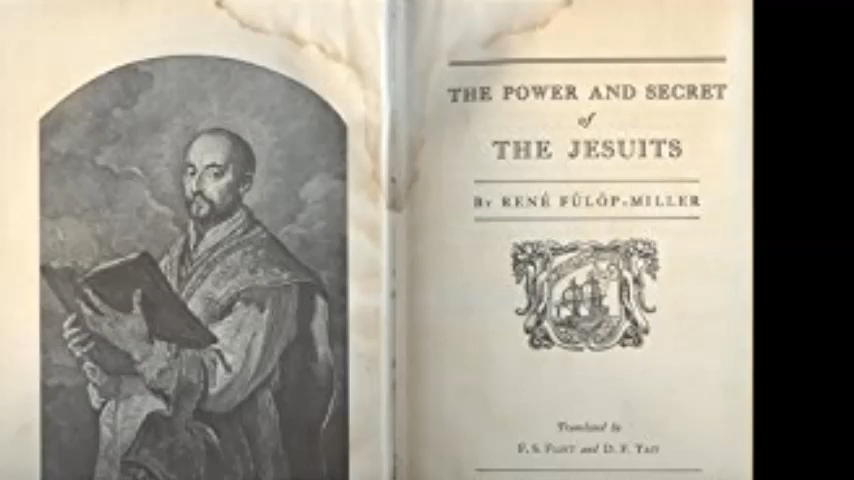 THE POWER AND SECRET
of
THE JESUITS
By RENÉ FÜLÖP-MILLER
Translated by
F. S. FLINT and D. F. TAIT